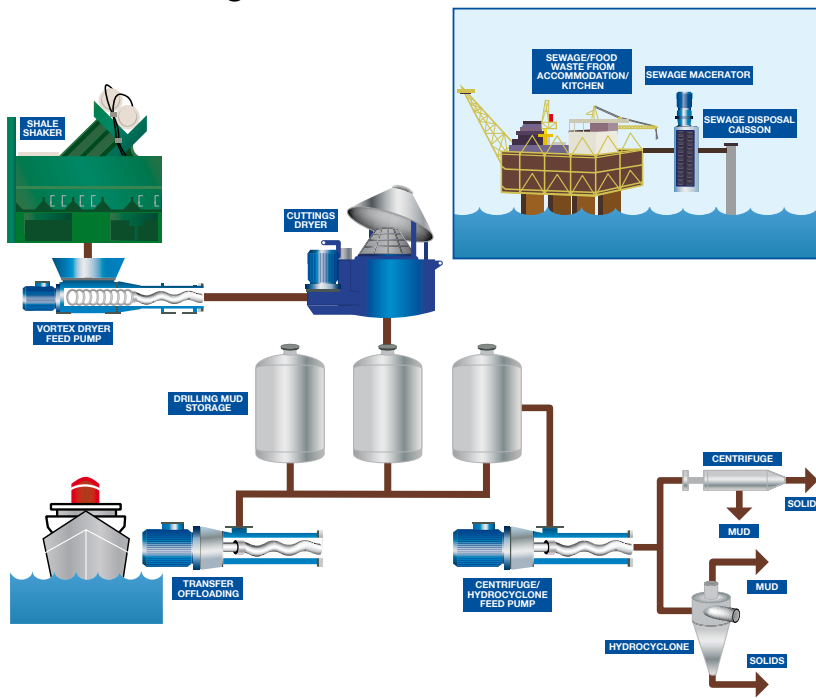 SHALE
SHAKER
SEWAGE/FOOD
WASTE FROM
ACCOMMODATION/
KITCHEN
SEWAGE MACERATOR
SEWAGE DISPOSAL
CAISSON
CUTTINGS
DRYER
VORTEX DRYER
FEED PUMP
DRILLING MUD
STORAGE
CENTRIFUGE
SOLID
MUD
TRANSFER
OFFLOADING
CENTRIFUGE/
HYDROCYCLONE
FEED PUMP
MUD
HYDROCYCLONE
SOLIDS